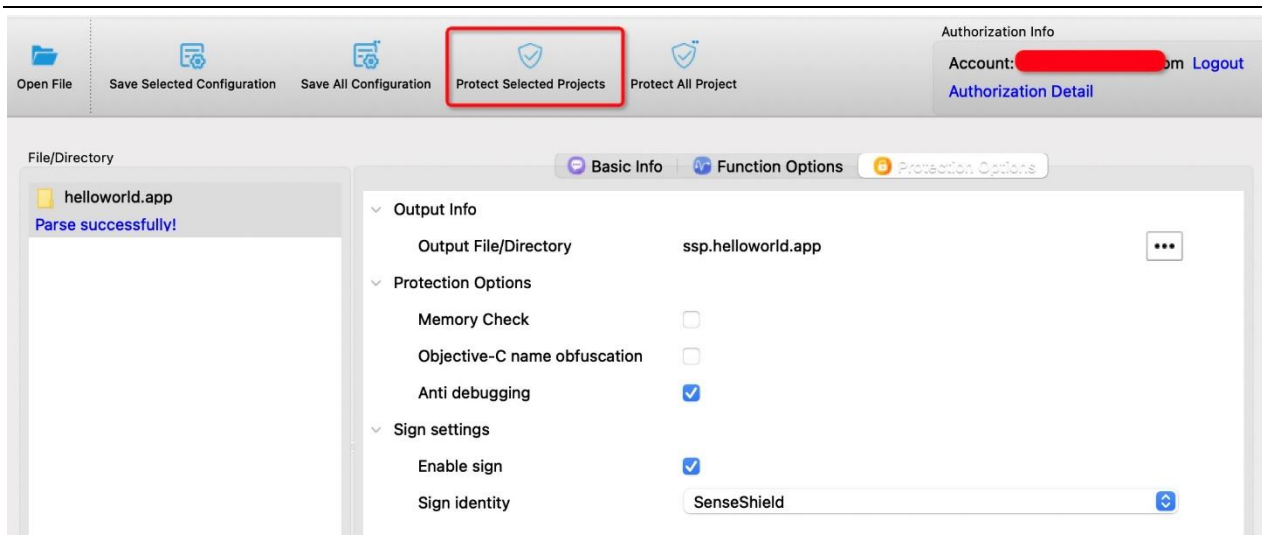 Authorization Info
Open File
Save Selected Configuration
Save All Configuration
Protect Selected Projects
Protect All Project
Account: om Logout
Authorization Detail
File/Directory
Basic Info
Function Options
Protection Options
helloworld.app
Parse successfully!
Output Info
Output File/Directory ssp.helloworld.app
Protection Options
Memory Check
Objective-C name obfuscation
Anti debugging
Sign settings
Enable sign
Sign identity SenseShield